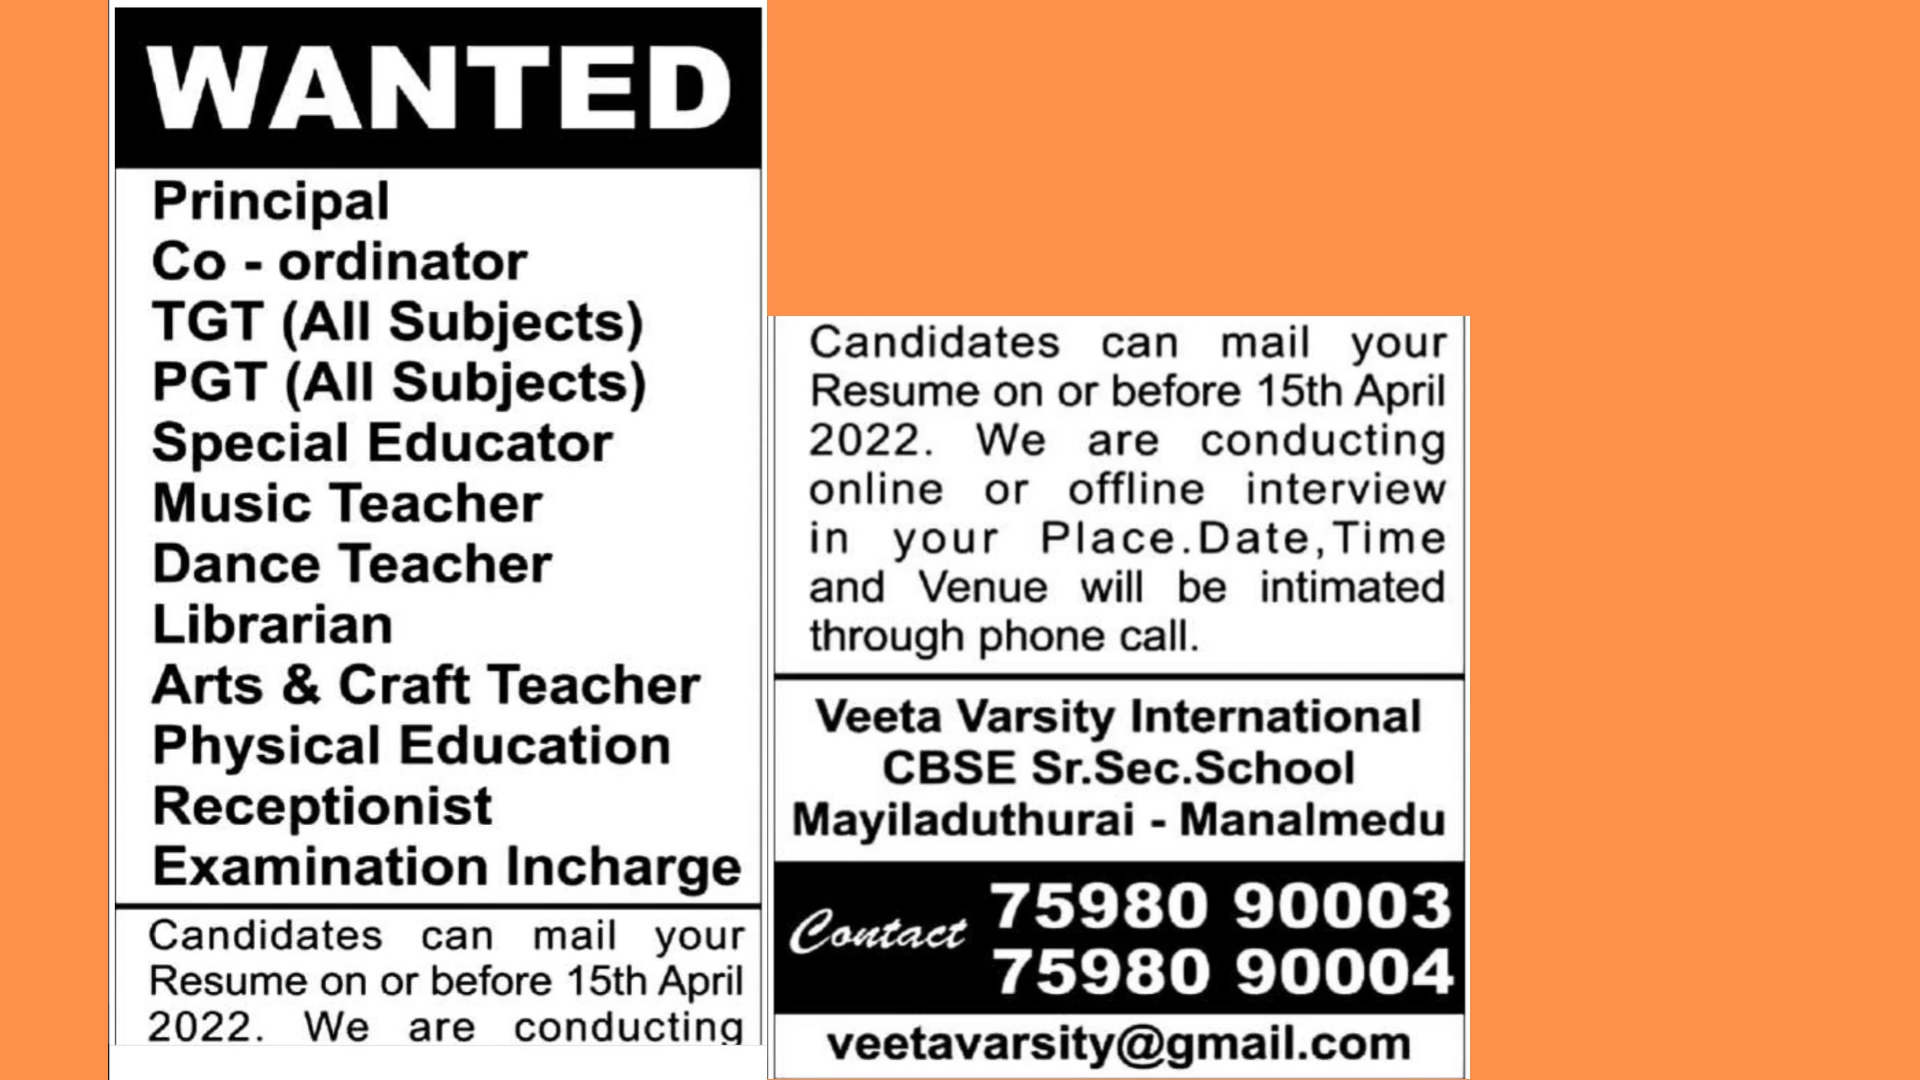 WANTED
Principal
Co - ordinator
TGT (All Subjects)
PGT (All Subjects)
Special Educator
Music Teacher
Dance Teacher
Librarian
Arts & Craft Teacher
Physical Education
Receptionist
Examination Incharge
Candidates can mail your
Resume on or before 15th April
2022. We are conducting
Candidates can mail your
Resume on or before 15th April
2022. We are conducting
online or offline interview
in your Place.Date,Time
and Venue will be intimated
through phone call.
Veeta Varsity International
CBSE Sr.Sec.School
Mayiladuthurai - Manalmedu
Contact 75980 90003
75980 90004
veetavarsity@gmail.com